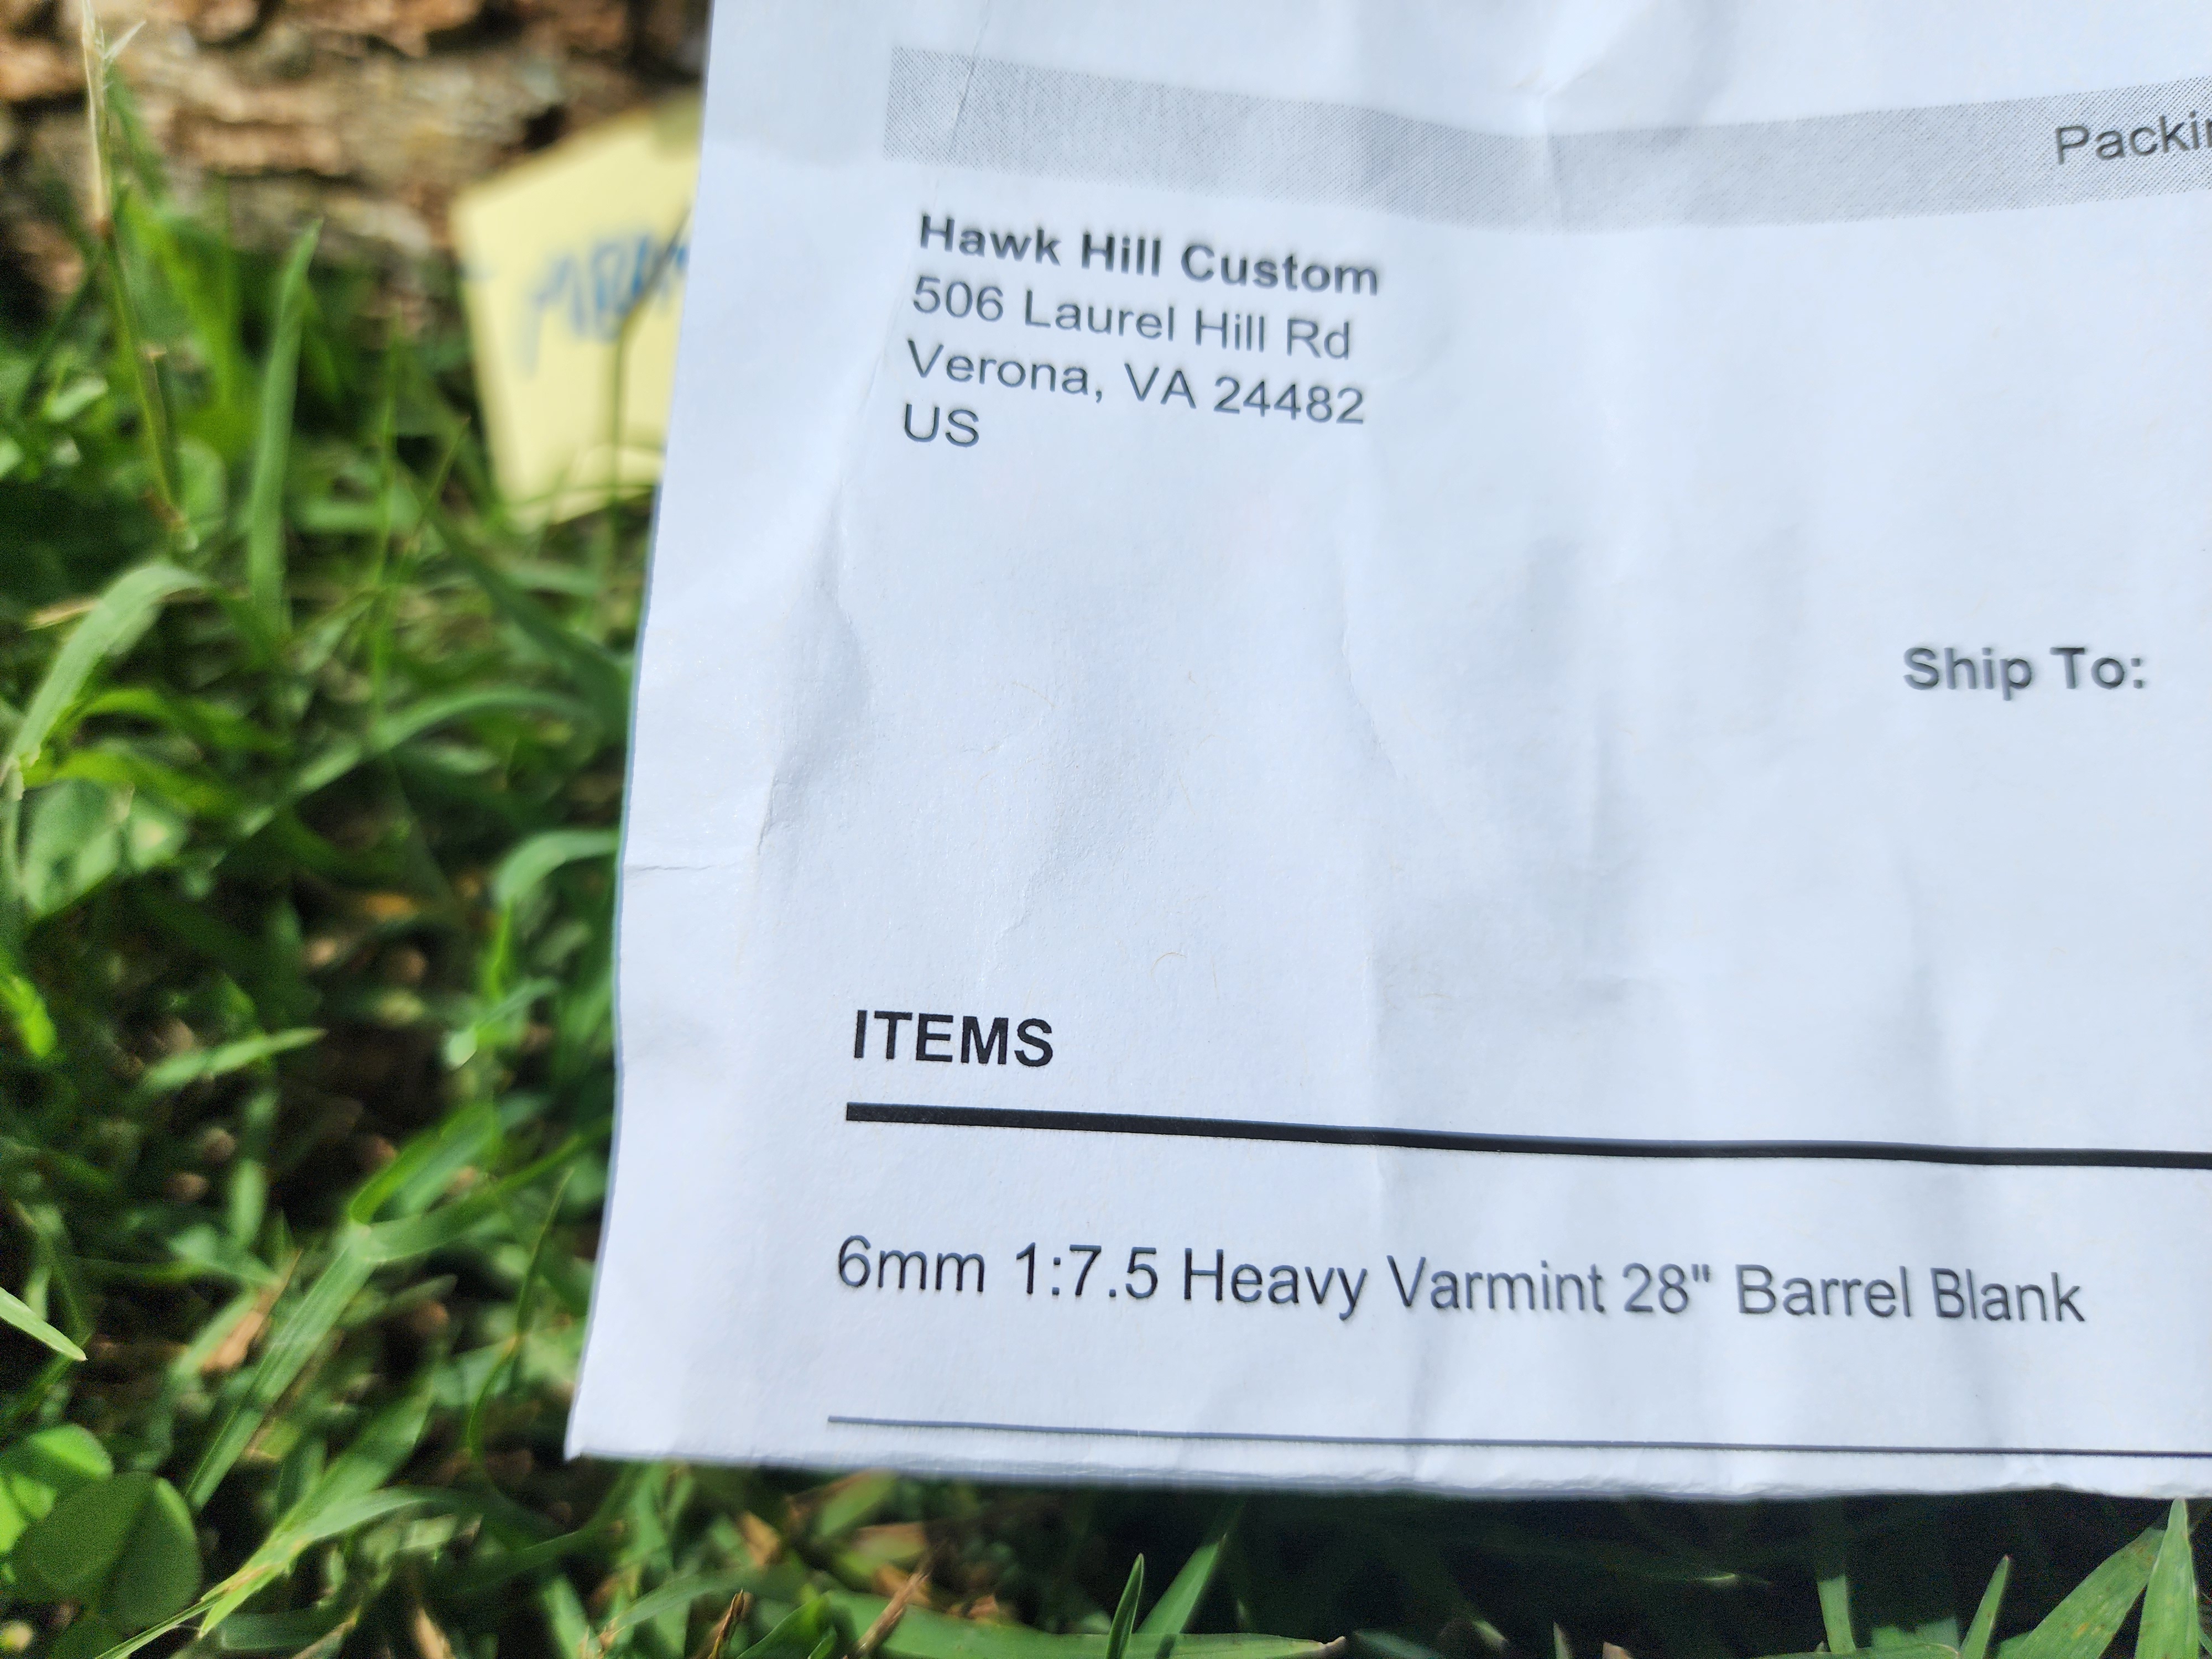 Packi
Hawk Hill Custom
506 Laurel Hill Rd
Verona, VA 24482
US
Ship To:
ITEMS
6mm 1:7.5 Heavy Varmint 28" Barrel Blank